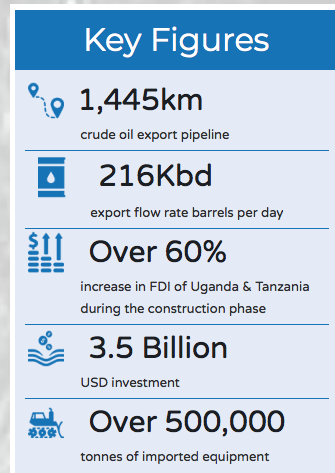 Key Figures
1,445km
crude oil export pipeline
216Kbd
export flow rate barrels per day
$
Over 60%
increase in FDI of Uganda & Tanzania
during the construction phase
3.5 Billion
USD investment
Over 500,000
tonnes of imported equipment